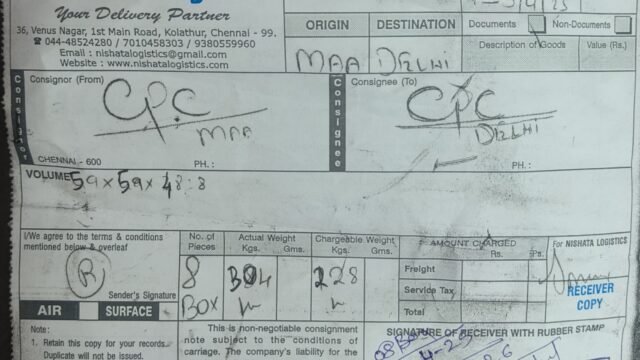 Your Delivery Partner
36, Venus Nagar, 1st Main Road, Kolathur, Chennai - 99.
☎ 044-48524280 / 7010458303 / 9380559960
Email : nishatalogistics@gmail.com
Website : www.nishatalogistics.com
ORIGIN
DESTINATION
Documents
Non-Documents
Description of Goods
Value (Rs.)
MAA
DELHI
Consignor
Consignor (From)
CPC
MAA
CHENNAI - 600
PH. :
Consignee
Consignee (To)
CPC
DELHI
PH. :
VOLUME 59 x 59 x 48 : 8
I/We agree to the terms & conditions
mentioned below & overleaf
R
Sender's Signature
AIR
SURFACE
No. of
Pieces
8
BOX
Actual Weight
Kgs. Gms.
304
Chargeable Weight
Kgs. Gms.
228
AMOUNT CHARGED
Rs. Ps.
Freight
Service Tax
Total
For NISHATA LOGISTICS
RECEIVER
COPY
Note :
1. Retain this copy for your records.
Duplicate will not be issued.
This is non-negotiable consignment
note subject to the conditions of
carriage. The company's liability for the
SIGNATURE OF RECEIVER WITH RUBBER STAMP